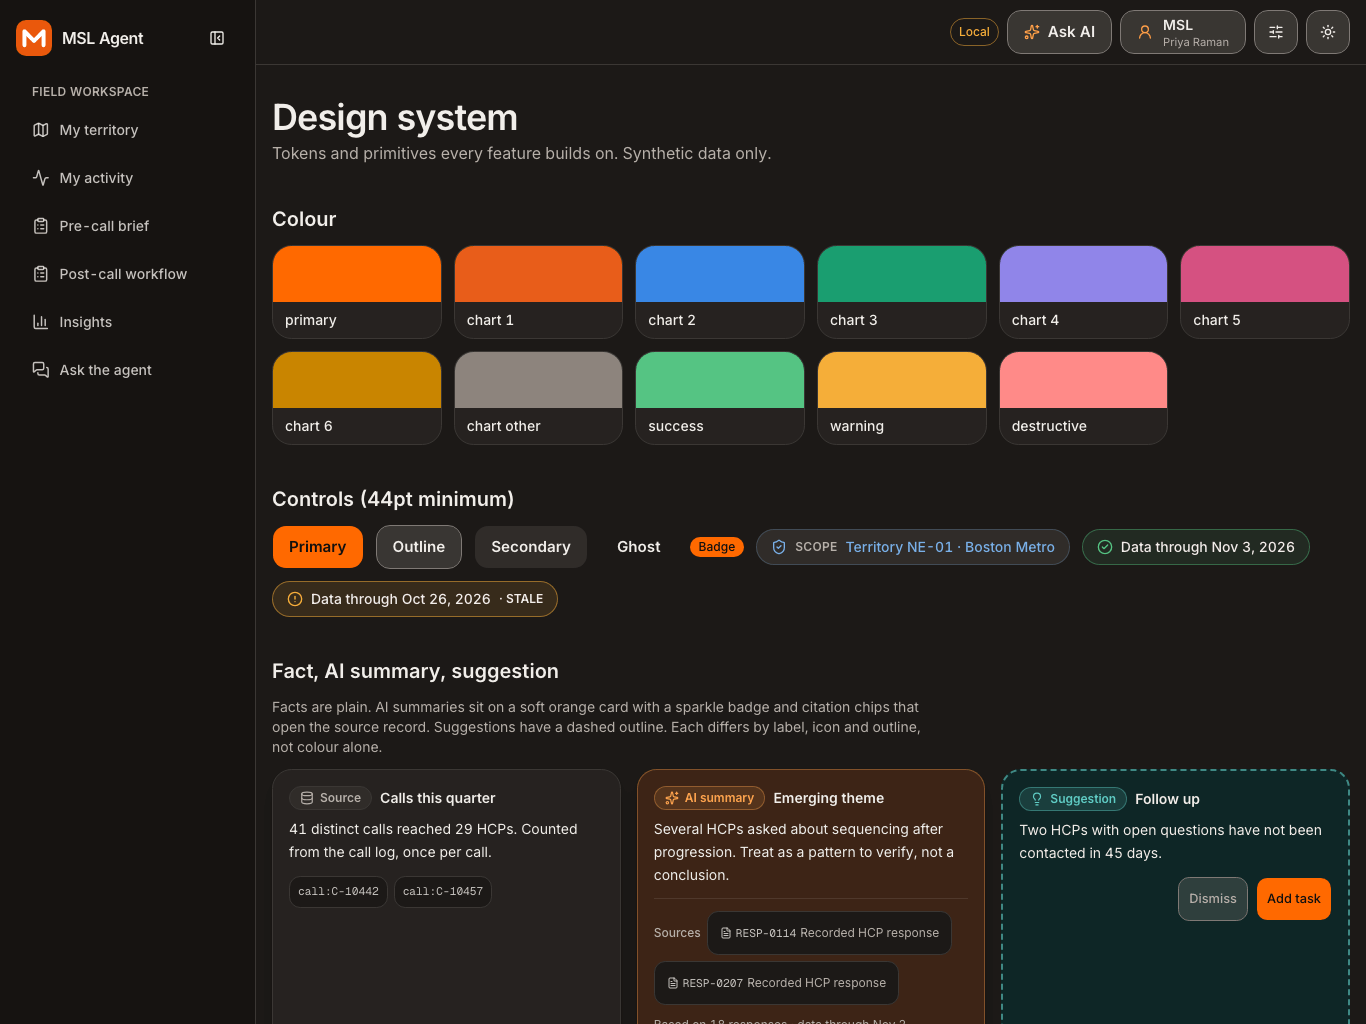 MSL Agent
Local
Ask AI
MSL
Priya Raman
FIELD WORKSPACE
My territory
My activity
Pre-call brief
Post-call workflow
Insights
Ask the agent
Design system
Tokens and primitives every feature builds on. Synthetic data only.
Colour
primary
chart 1
chart 2
chart 3
chart 4
chart 5
chart 6
chart other
success
warning
destructive
Controls (44pt minimum)
Primary
Outline
Secondary
Ghost
Badge
SCOPE Territory NE-01 · Boston Metro
Data through Nov 3, 2026
Data through Oct 26, 2026 · STALE
Fact, AI summary, suggestion
Facts are plain. AI summaries sit on a soft orange card with a sparkle badge and citation chips that
open the source record. Suggestions have a dashed outline. Each differs by label, icon and outline,
not colour alone.
Source Calls this quarter
41 distinct calls reached 29 HCPs. Counted
from the call log, once per call.
call:C-10442 call:C-10457
AI summary Emerging theme
Several HCPs asked about sequencing after
progression. Treat as a pattern to verify, not a
conclusion.
Sources RESP-0114 Recorded HCP response
RESP-0207 Recorded HCP response
Suggestion Follow up
Two HCPs with open questions have not been
contacted in 45 days.
Dismiss Add task